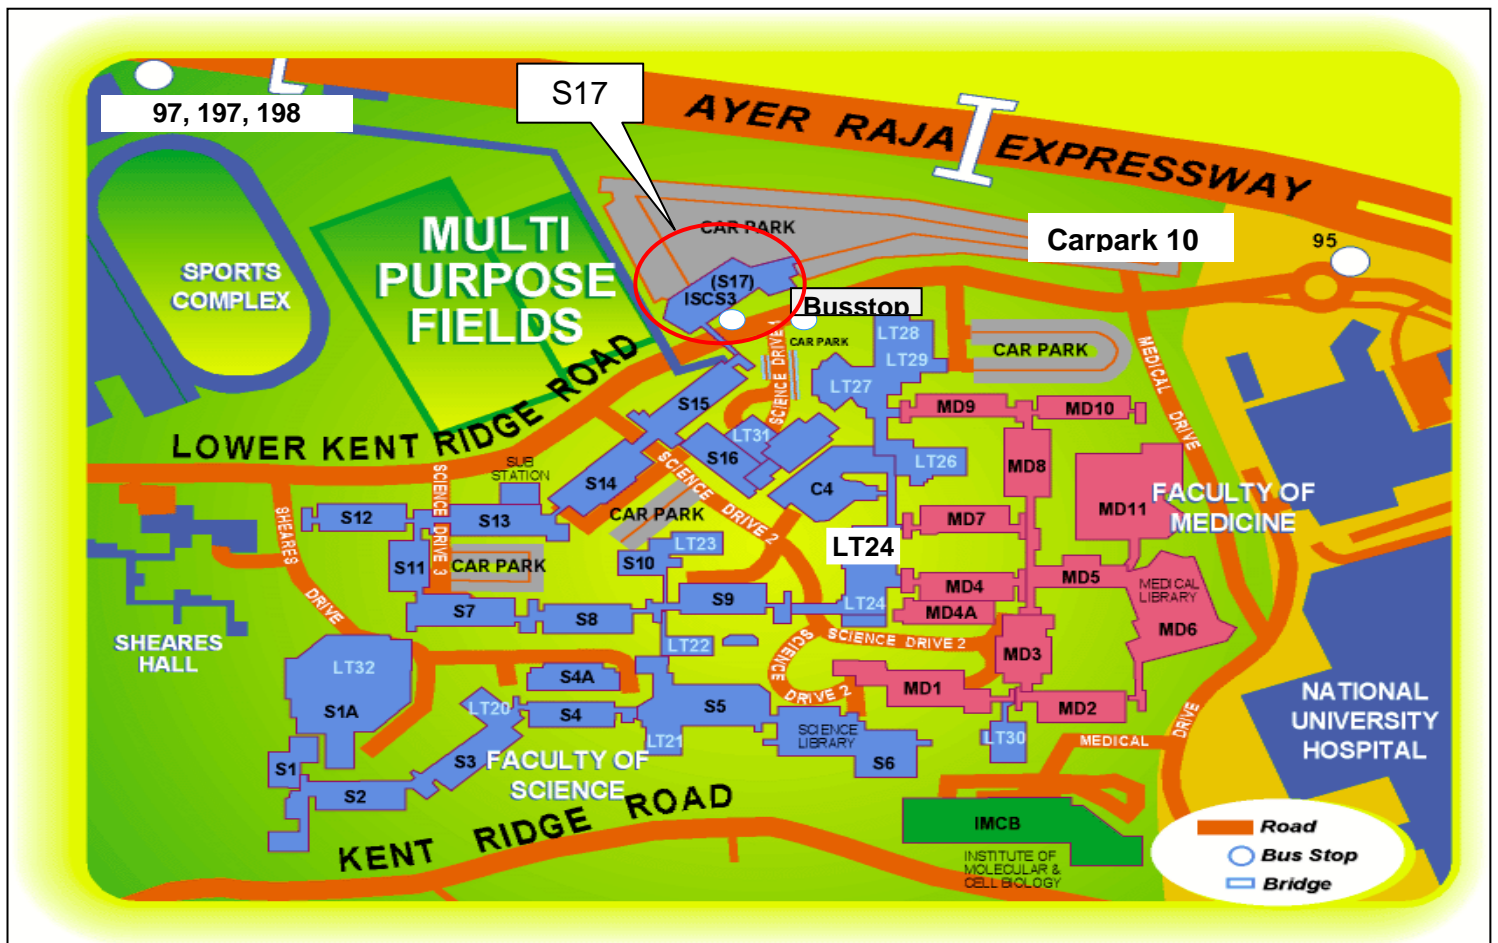 S17
97, 197, 198
AYER RAJA EXPRESSWAY
MULTI
PURPOSE
FIELDS
SPORTS
COMPLEX
CAR PARK
Carpark 10
95
(S17)
ISCS3
Busstop
LT28
LT29
LT27
CAR PARK
CAR PARK
SCIENCE DRIVE 1
MEDICAL DRIVE
LOWER KENT RIDGE ROAD
S15
MD9
MD10
LT31
S16
LT26
MD8
SUB
STATION
S14
C4
MD11
FACULTY OF
MEDICINE
SCIENCE DRIVE 2
CAR PARK
SCIENCE DRIVE 3
S12
S13
MD7
SHEARES DRIVE
LT23
LT24
S10
S11
CAR PARK
MD5
MD4
MEDICAL
LIBRARY
S9
LT24
MD4A
S7
S8
MD6
SHEARES
HALL
LT22
SCIENCE DRIVE 2
SCIENCE DRIVE 2
MD3
LT32
S4A
MD1
S1A
LT20
S4
S5
MD2
NATIONAL
UNIVERSITY
HOSPITAL
LT21
SCIENCE
LIBRARY
LT30
MEDICAL DRIVE
S1
S3
S6
FACULTY OF
SCIENCE
S2
KENT RIDGE ROAD
IMCB
INSTITUTE OF
MOLECULAR &
CELL BIOLOGY
Road
Bus Stop
Bridge